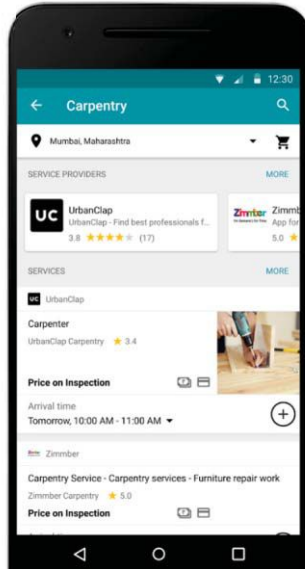 12:30
Carpentry
Mumbai, Maharashtra
SERVICE PROVIDERS MORE
UC
UrbanClap
UrbanClap - Find best professionals f...
3.8 (17)
Zimmber
Zimmb
App for
5.0
SERVICES MORE
UC UrbanClap
Carpenter
UrbanClap Carpentry 3.4
Price on Inspection
Arrival time
Tomorrow, 10:00 AM - 11:00 AM
Zimmber
Carpentry Service - Carpentry services - Furniture repair work
Zimmber Carpentry 5.0
Price on Inspection